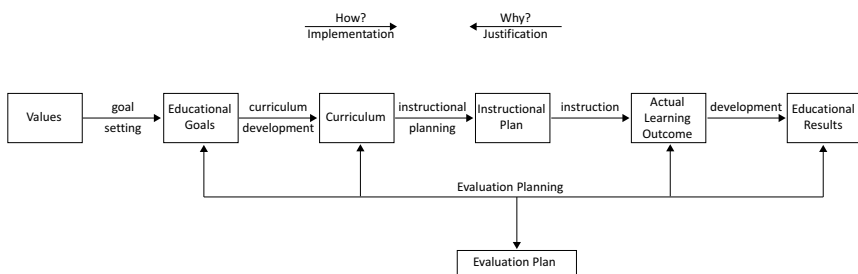 How?
Implementation
Why?
Justification
Values
goal
setting
Educational
Goals
curriculum
development
Curriculum
instructional
planning
Instructional
Plan
instruction
Actual
Learning
Outcome
development
Educational
Results
Evaluation Planning
Evaluation Plan